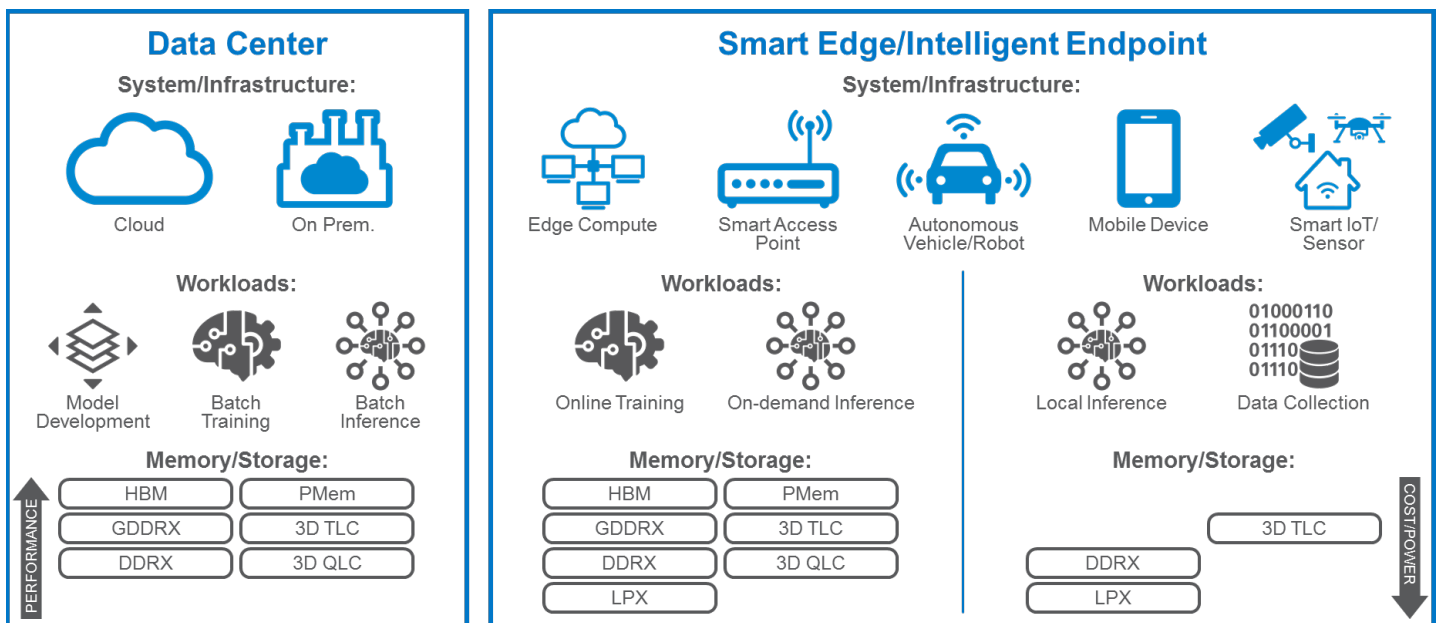 Data Center
System/Infrastructure:
Cloud
On Prem.
Workloads:
Model
Development
Batch
Training
Batch
Inference
Memory/Storage:
PERFORMANCE
HBM
PMem
GDDRX
3D TLC
DDRX
3D QLC
Smart Edge/Intelligent Endpoint
System/Infrastructure:
Edge Compute
Smart Access
Point
Autonomous
Vehicle/Robot
Mobile Device
Smart IoT/
Sensor
Workloads:
Online Training
On-demand Inference
Memory/Storage:
HBM
PMem
GDDRX
3D TLC
DDRX
3D QLC
LPX
Workloads:
01000110
01100001
01110
01110
Local Inference
Data Collection
Memory/Storage:
3D TLC
DDRX
LPX
COST/POWER